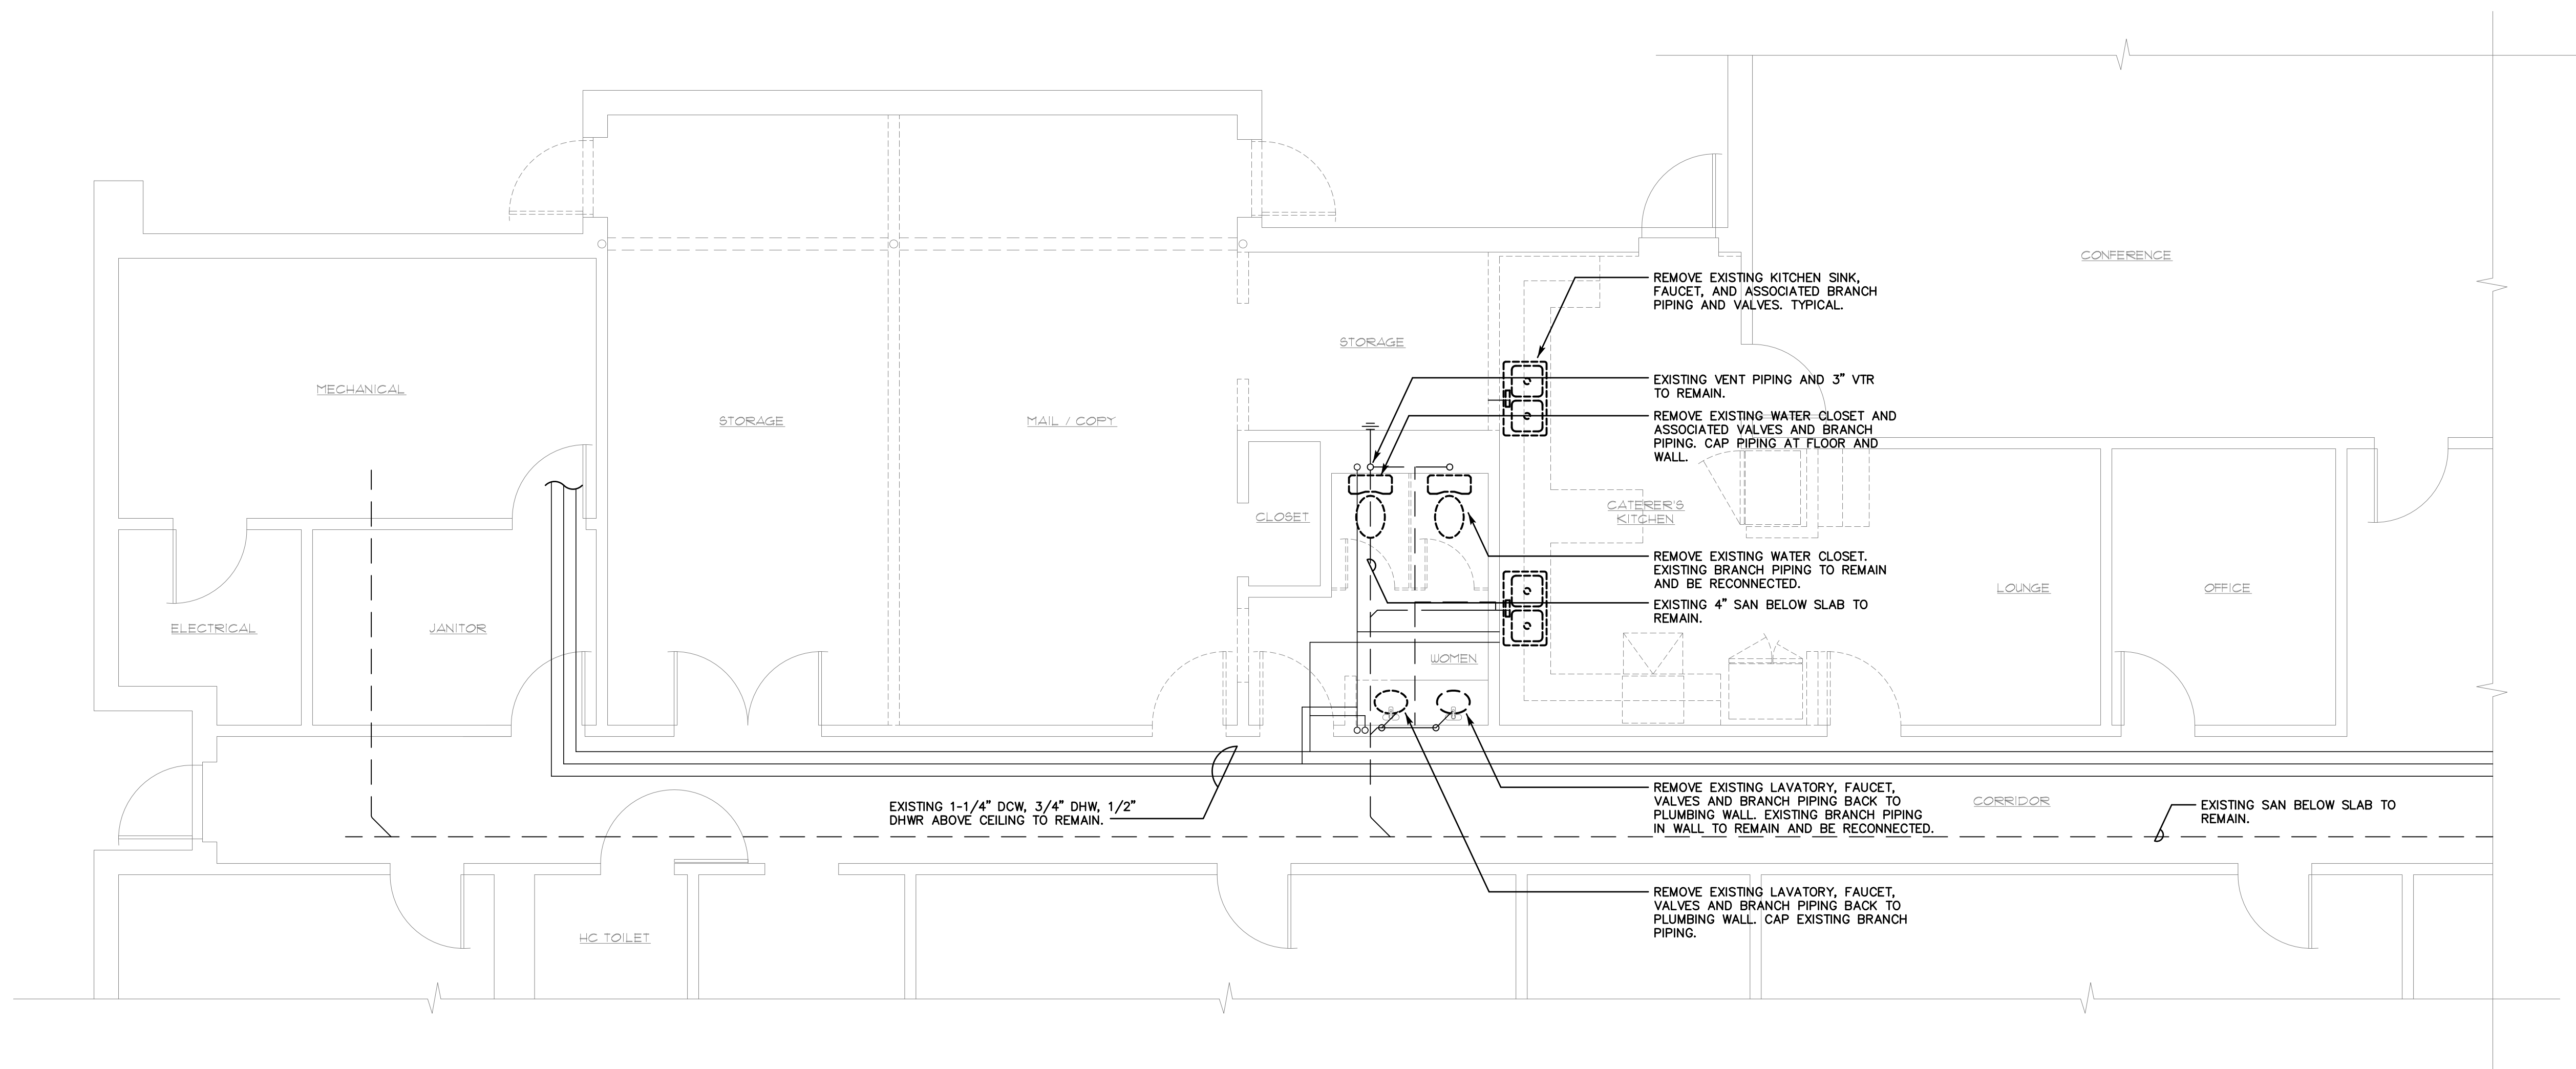 CONFERENCE
REMOVE EXISTING KITCHEN SINK,
FAUCET, AND ASSOCIATED BRANCH
PIPING AND VALVES. TYPICAL.
STORAGE
EXISTING VENT PIPING AND 3" VTR
TO REMAIN.
MECHANICAL
STORAGE
MAIL / COPY
REMOVE EXISTING WATER CLOSET AND
ASSOCIATED VALVES AND BRANCH
PIPING. CAP PIPING AT FLOOR AND
WALL.
CLOSET
CATERER'S
KITCHEN
REMOVE EXISTING WATER CLOSET.
EXISTING BRANCH PIPING TO REMAIN
AND BE RECONNECTED.
LOUNGE
OFFICE
EXISTING 4" SAN BELOW SLAB TO
REMAIN.
ELECTRICAL
JANITOR
WOMEN
REMOVE EXISTING LAVATORY, FAUCET,
VALVES AND BRANCH PIPING BACK TO
PLUMBING WALL. EXISTING BRANCH PIPING
IN WALL TO REMAIN AND BE RECONNECTED.
CORRIDOR
EXISTING SAN BELOW SLAB TO
REMAIN.
EXISTING 1-1/4" DCW, 3/4" DHW, 1/2"
DHWR ABOVE CEILING TO REMAIN.
REMOVE EXISTING LAVATORY, FAUCET,
VALVES AND BRANCH PIPING BACK TO
PLUMBING WALL. CAP EXISTING BRANCH
PIPING.
HC TOILET